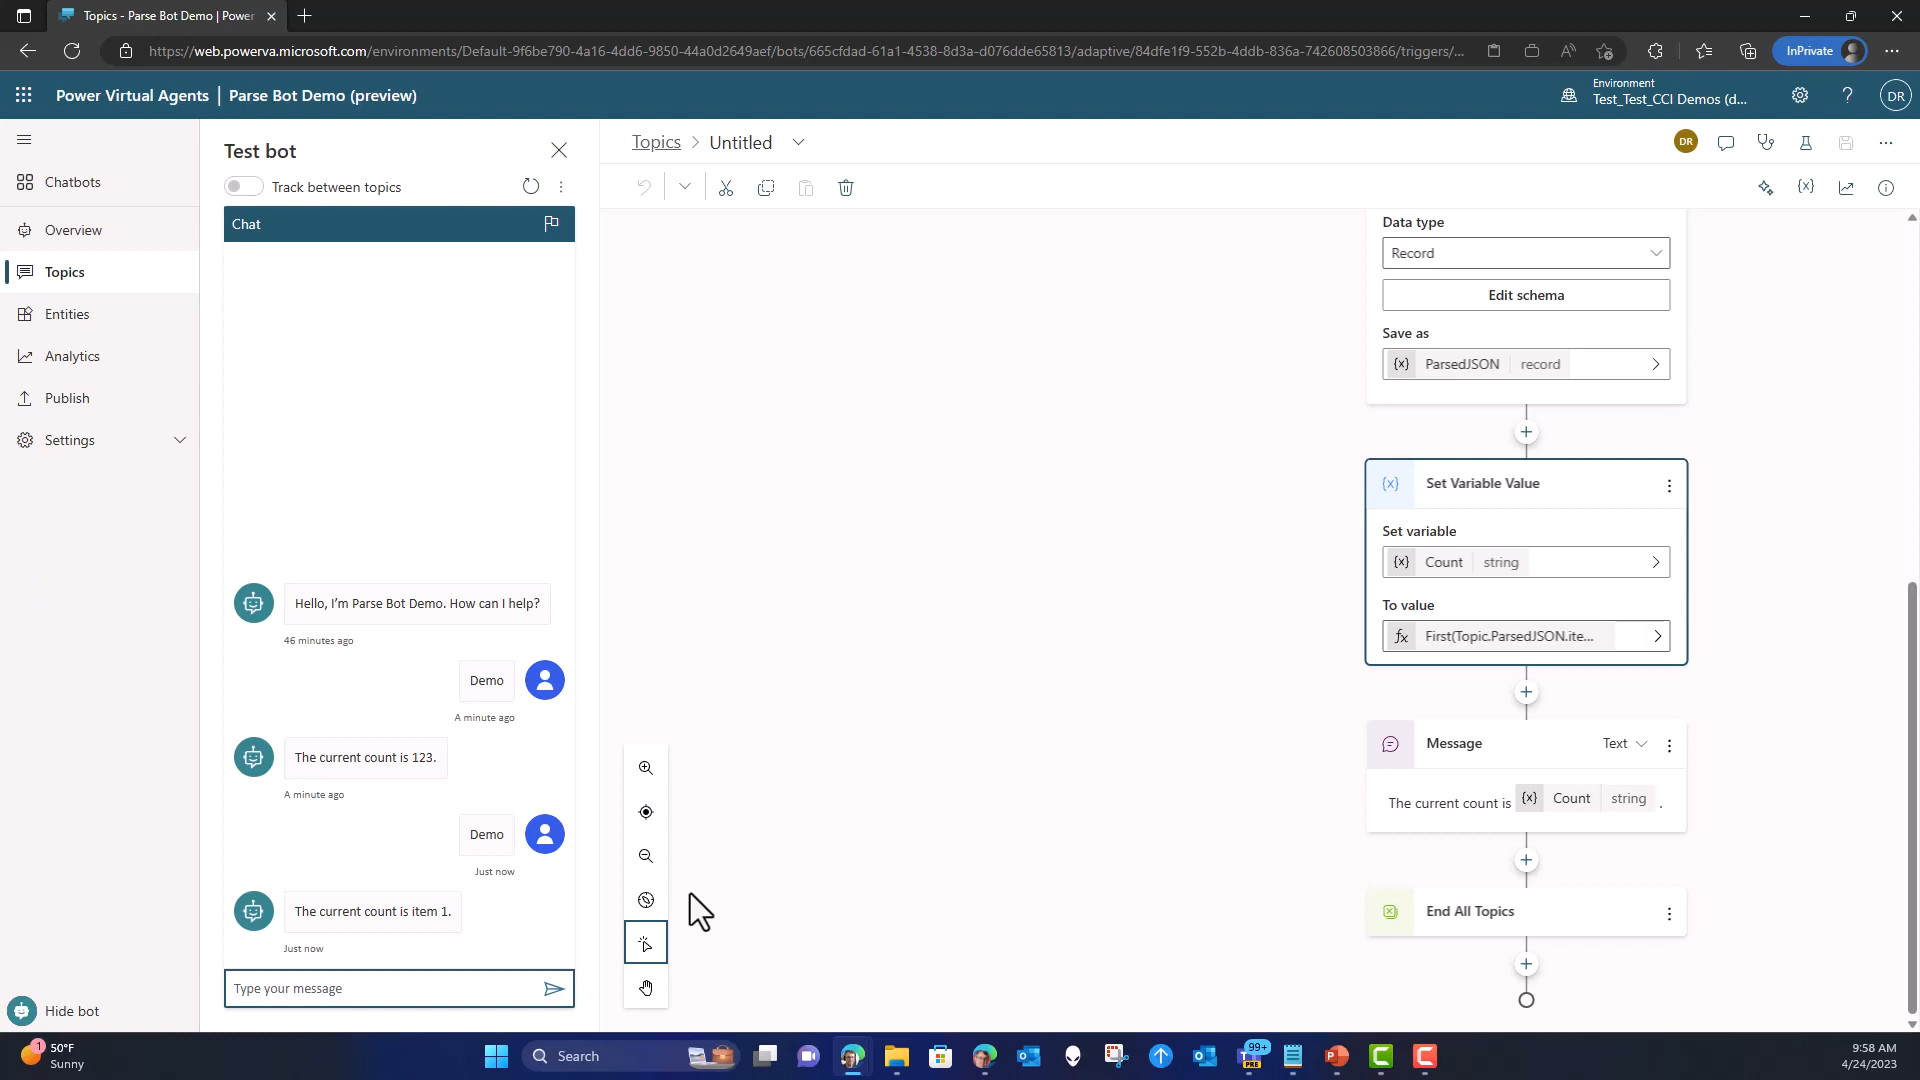 Topics - Parse Bot Demo | Power
https://web.powerva.microsoft.com/environments/Default-9f6be790-4a16-4dd6-9850-44a0d2649aef/bots/665cfdad-61a1-4538-8d3a-d076dde65813/adaptive/84dfe1f9-552b-4ddb-836a-742608503866/triggers/...
InPrivate
Power Virtual Agents | Parse Bot Demo (preview)
Environment
Test_Test_CCI Demos (d...
?
DR
Chatbots
Overview
Topics
Entities
Analytics
Publish
Settings
Hide bot
Test bot
Track between topics
Chat
Hello, I'm Parse Bot Demo. How can I help?
46 minutes ago
Demo
A minute ago
The current count is 123.
A minute ago
Demo
Just now
The current count is item 1.
Just now
Type your message
Topics > Untitled
DR
Data type
Record
Edit schema
Save as
{x} ParsedJSON record
{x} Set Variable Value
Set variable
{x} Count string
To value
fx First(Topic.ParsedJSON.ite...
Message Text
The current count is {x} Count string .
End All Topics
1
50°F
Sunny
Search
99+
PRE
9:58 AM
4/24/2023